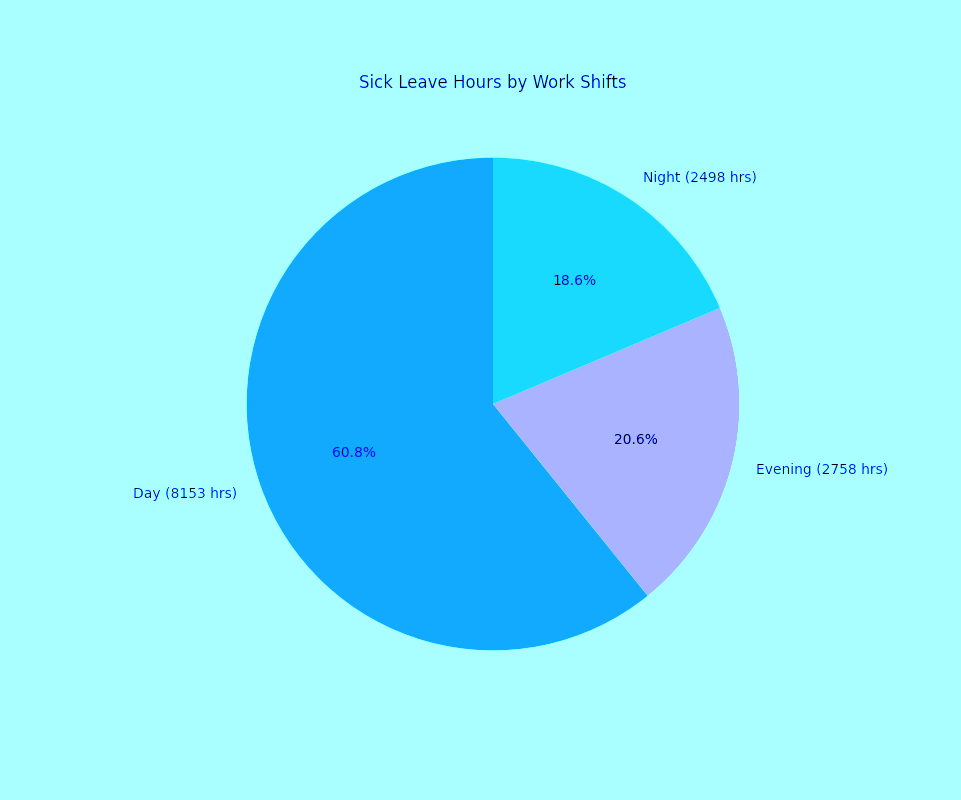 Sick Leave Hours by Work Shifts
Night (2498 hrs)
18.6%
20.6%
60.8%
Evening (2758 hrs)
Day (8153 hrs)